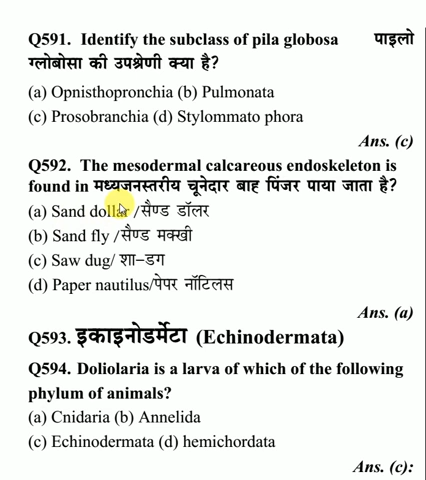 Q591. Identify the subclass of pila globosa पाइलो
ग्लोबोसा की उपश्रेणी क्या है?
(a) Opnisthopronchia (b) Pulmonata
(c) Prosobranchia (d) Stylommato phora
Ans. (c)
Q592. The mesodermal calcareous endoskeleton is
found in मध्यजनस्तरीय चूनेदार बाह्र पिंजर पाया जाता है?
(a) Sand dollar /सैण्ड डॉलर
(b) Sand fly /सैण्ड मक्खी
(c) Saw dug/ शा–डग
(d) Paper nautilus/पेपर नॉटिलस
Ans. (a)
Q593. इकाइनोडर्मेटा (Echinodermata)
Q594. Doliolaria is a larva of which of the following
phylum of animals?
(a) Cnidaria (b) Annelida
(c) Echinodermata (d) hemichordata
Ans. (c):